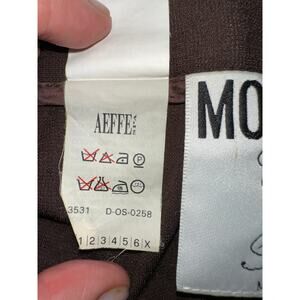 AEFFE S.P.A.
P
3531 D-OS-0258
1|2|3|4|5|6|X
MO